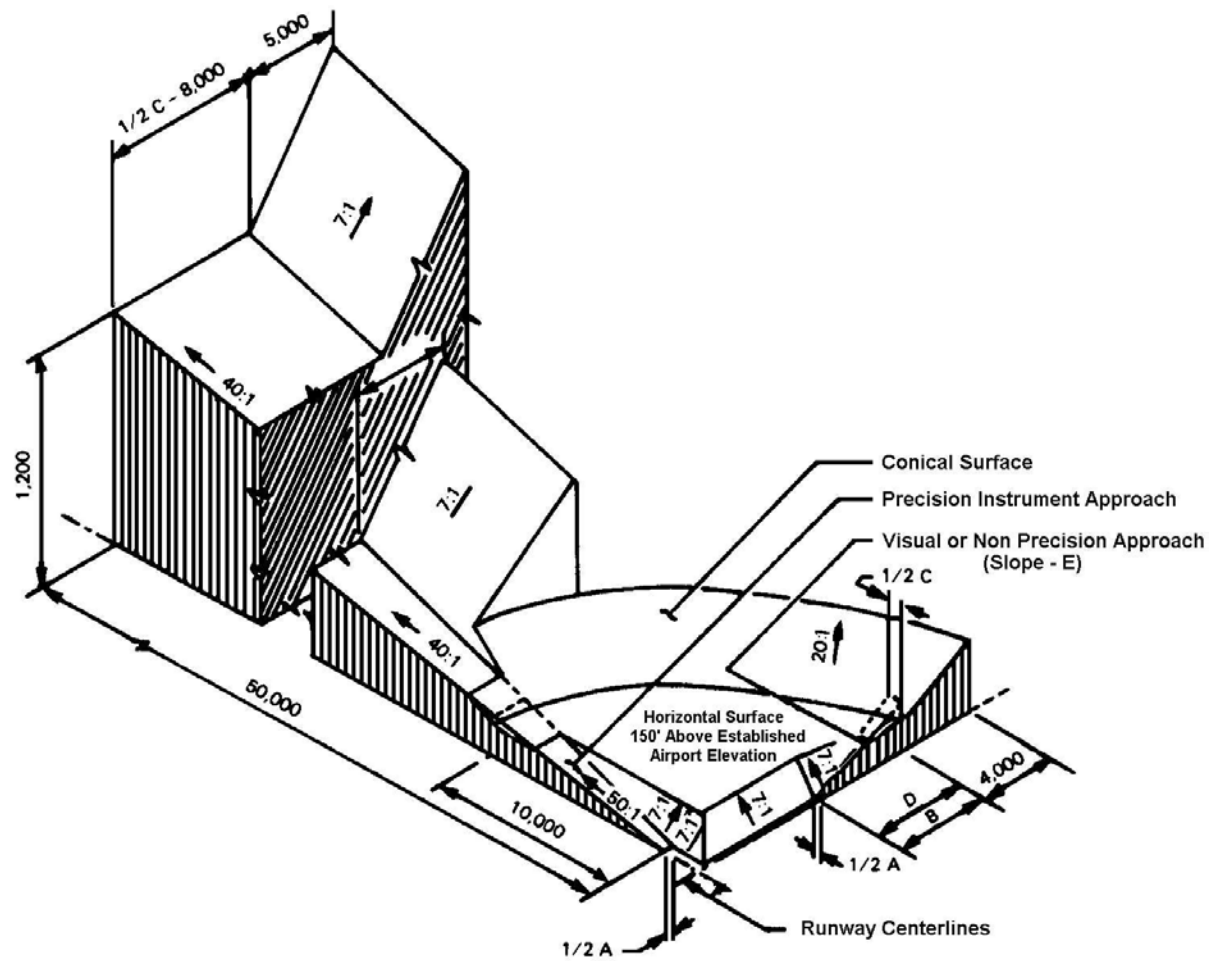 5,000
1/2 C - 8,000
7:1
40:1
1,200
7:1
Conical Surface
Precision Instrument Approach
Visual or Non Precision Approach
(Slope - E)
1/2 C
20:1
40:1
50,000
Horizontal Surface
150' Above Established
Airport Elevation
7:1
4,000
50:1
7:1
7:1
7:1
D
B
10,000
1/2 A
Runway Centerlines
1/2 A